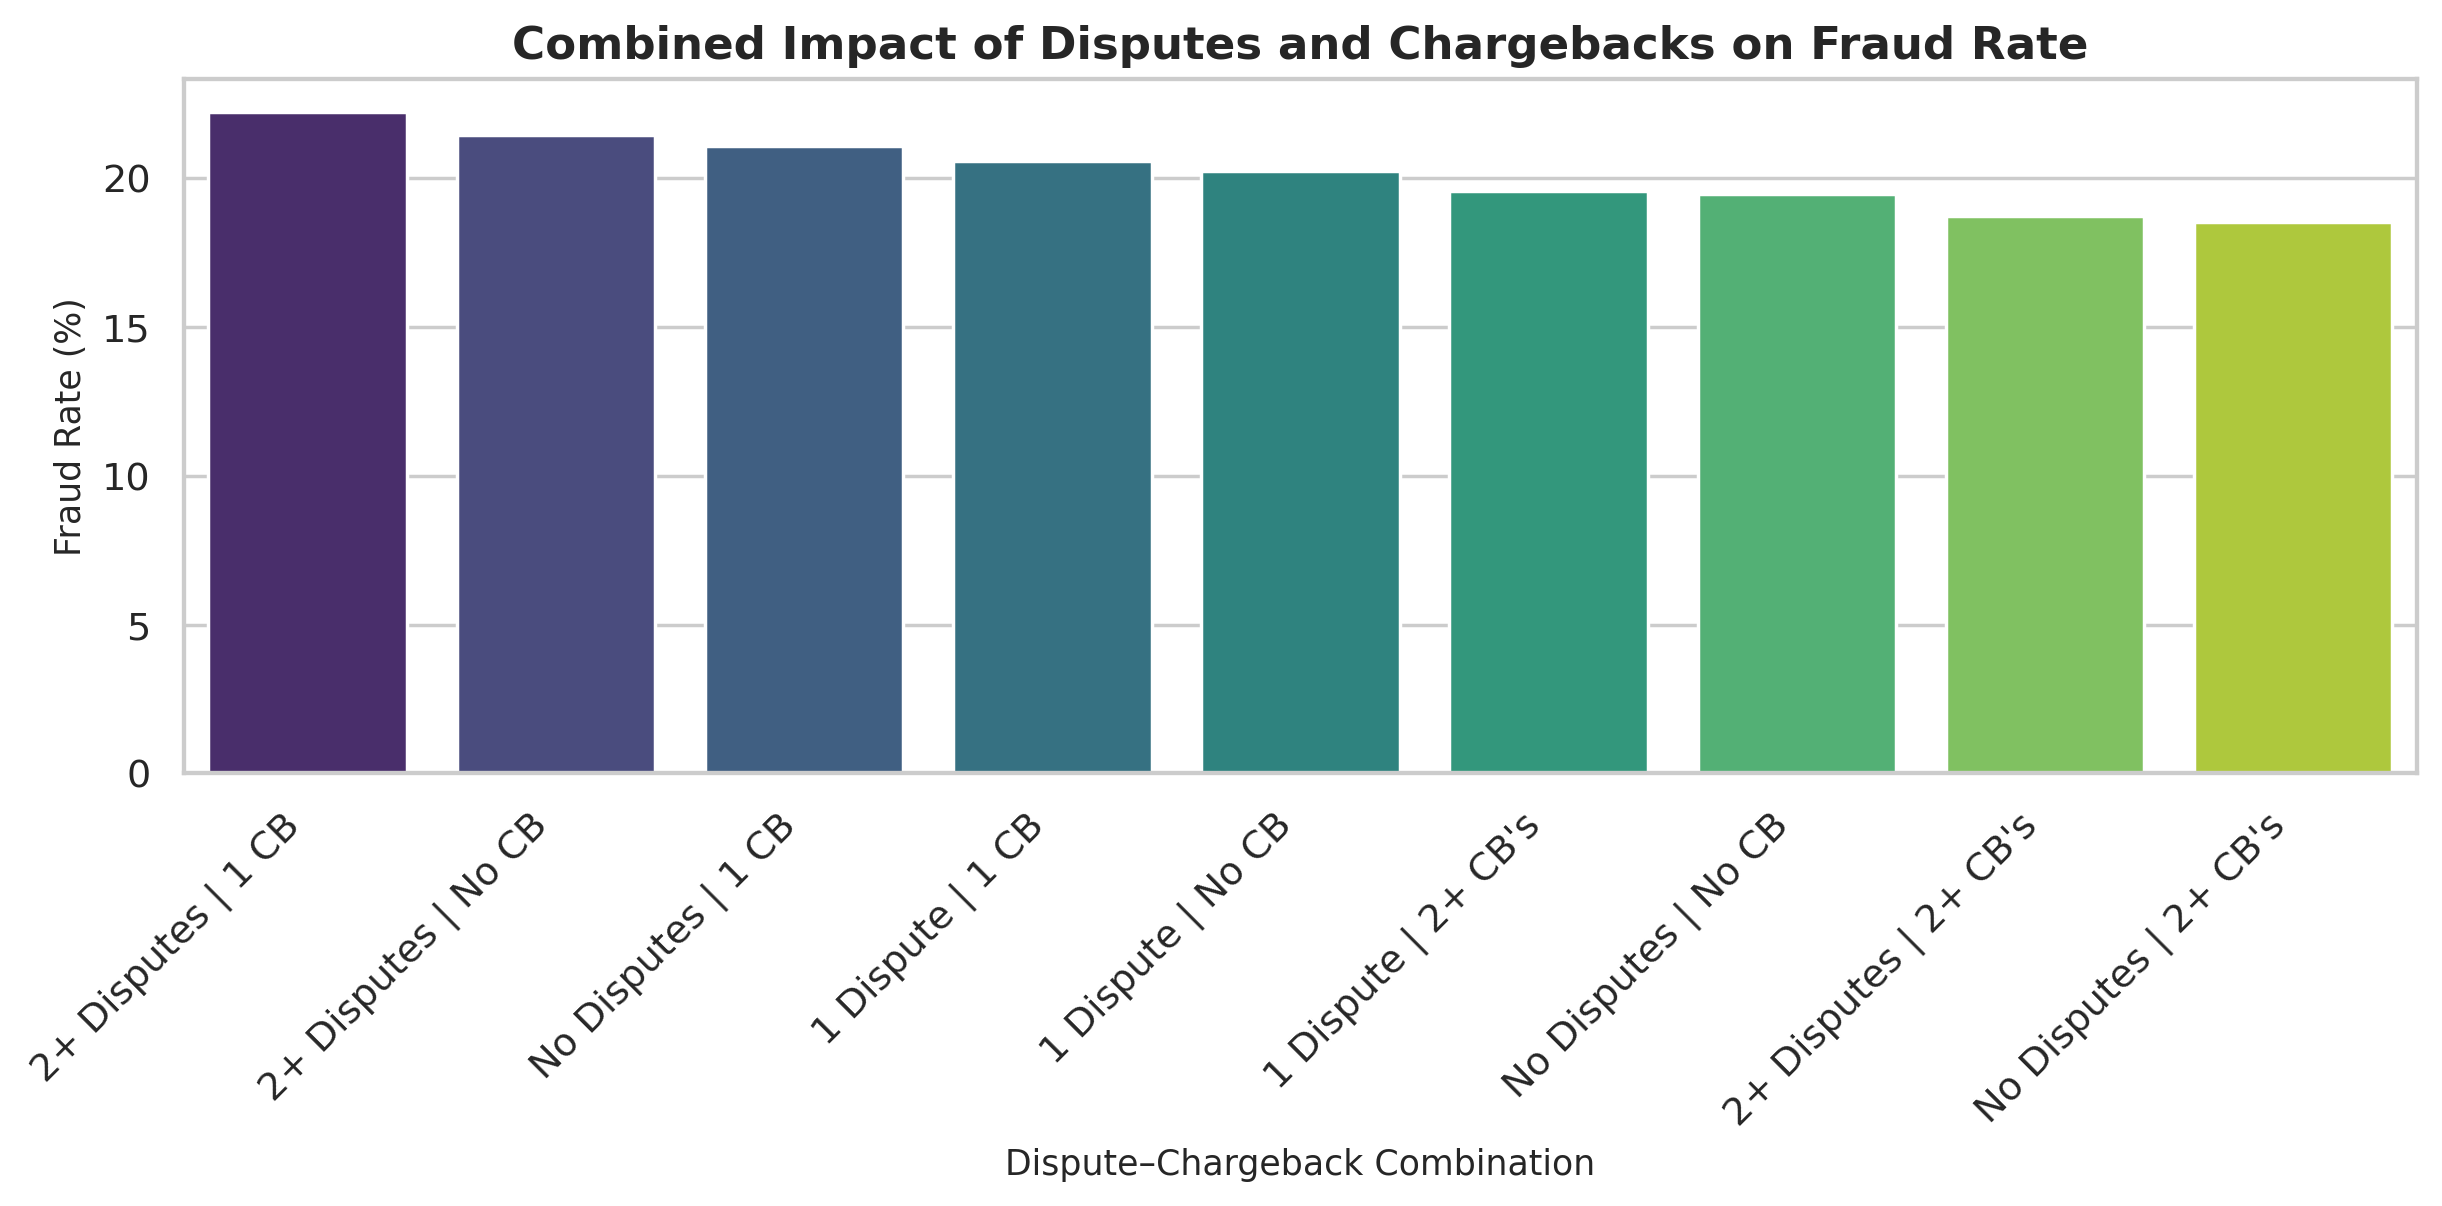 Combined Impact of Disputes and Chargebacks on Fraud Rate
Fraud Rate (%)
20
15
10
5
0
2+ Disputes | 1 CB
2+ Disputes | No CB
No Disputes | 1 CB
1 Dispute | 1 CB
1 Dispute | No CB
1 Dispute | 2+ CB's
No Disputes | No CB
2+ Disputes | 2+ CB's
No Disputes | 2+ CB's
Dispute–Chargeback Combination